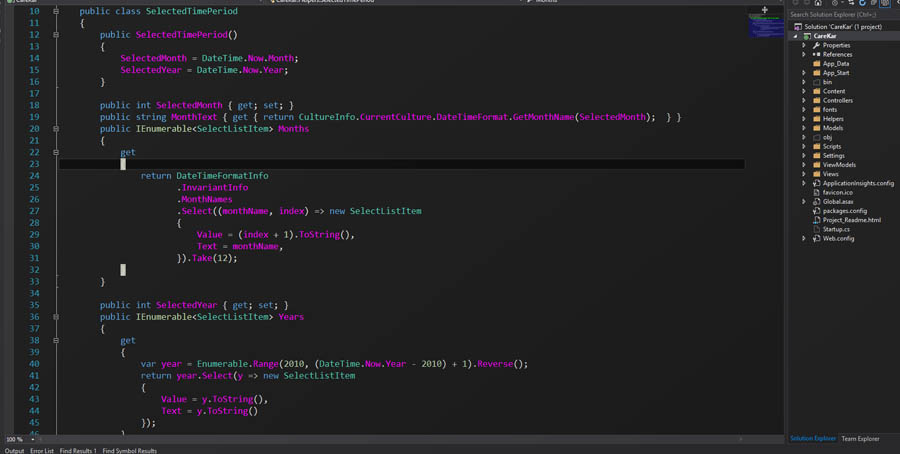 CareKar
CareKar.Helpers.SelectedTimePeriod
Months
10 public class SelectedTimePeriod
11 {
12 public SelectedTimePeriod()
13 {
14 SelectedMonth = DateTime.Now.Month;
15 SelectedYear = DateTime.Now.Year;
16 }
17
18 public int SelectedMonth { get; set; }
19 public string MonthText { get { return CultureInfo.CurrentCulture.DateTimeFormat.GetMonthName(SelectedMonth); } }
20 public IEnumerable<SelectListItem> Months
21 {
22 get
23 {
24 return DateTimeFormatInfo
25 .InvariantInfo
26 .MonthNames
27 .Select((monthName, index) => new SelectListItem
28 {
29 Value = (index + 1).ToString(),
30 Text = monthName,
31 }).Take(12);
32 }
33 }
34
35 public int SelectedYear { get; set; }
36 public IEnumerable<SelectListItem> Years
37 {
38 get
39 {
40 var year = Enumerable.Range(2010, (DateTime.Now.Year - 2010) + 1).Reverse();
41 return year.Select(y => new SelectListItem
42 {
43 Value = y.ToString(),
44 Text = y.ToString()
45 });
46 }
100 %
Output Error List Find Results 1 Find Symbol Results
Search Solution Explorer (Ctrl+;)
Solution 'CareKar' (1 project)
CareKar
Properties
References
App_Data
App_Start
bin
Content
Controllers
fonts
Helpers
Models
obj
Scripts
Settings
ViewModels
Views
ApplicationInsights.config
favicon.ico
Global.asax
packages.config
Project_Readme.html
Startup.cs
Web.config
Solution Explorer Team Explorer